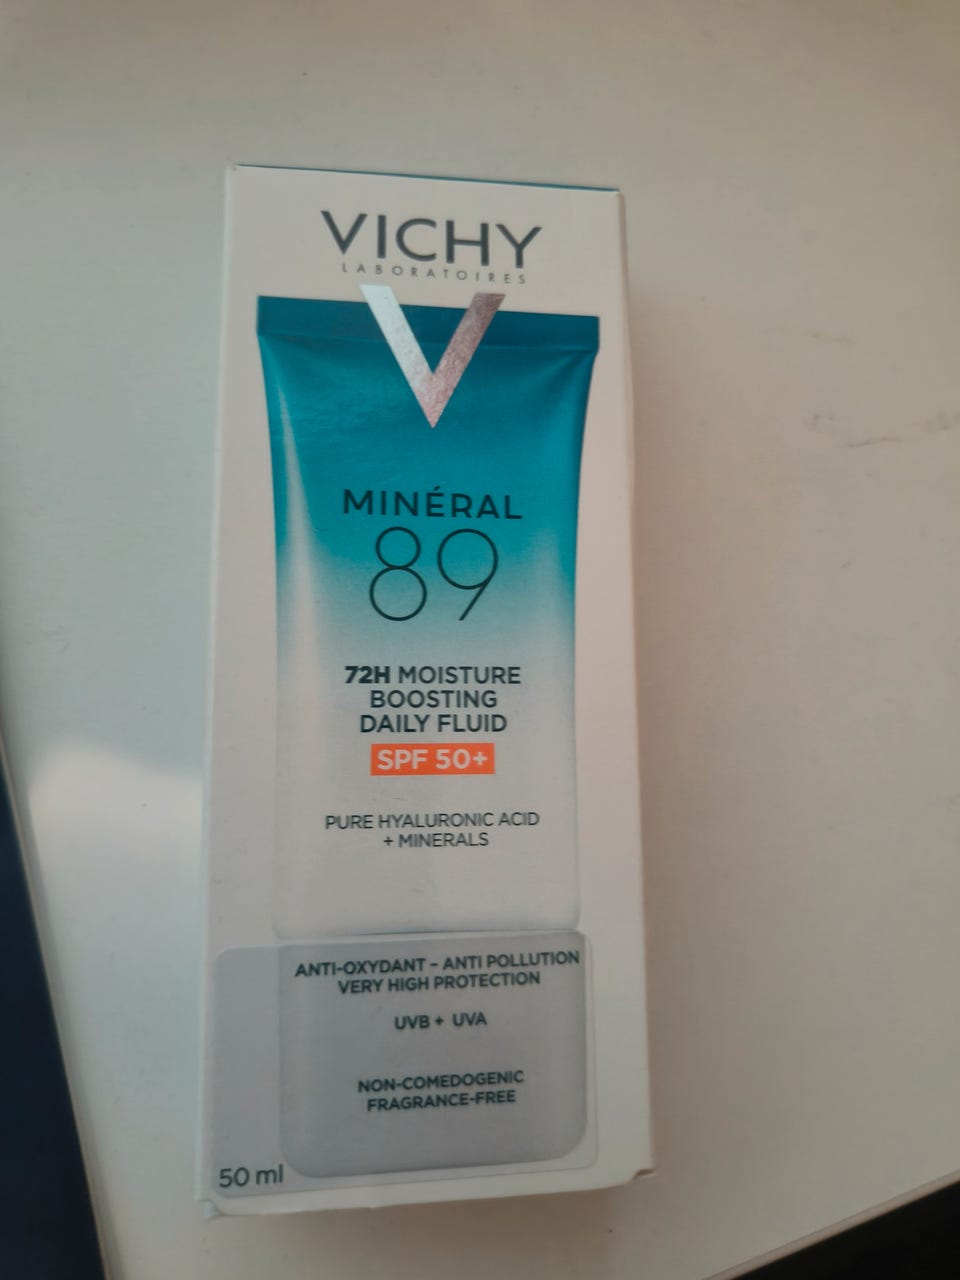 VICHY
LABORATOIRES
MINÉRAL
89
72H MOISTURE
BOOSTING
DAILY FLUID
SPF 50+
PURE HYALURONIC ACID
+ MINERALS
ANTI-OXYDANT – ANTI POLLUTION
VERY HIGH PROTECTION
UVB + UVA
NON-COMEDOGENIC
FRAGRANCE-FREE
50 ml